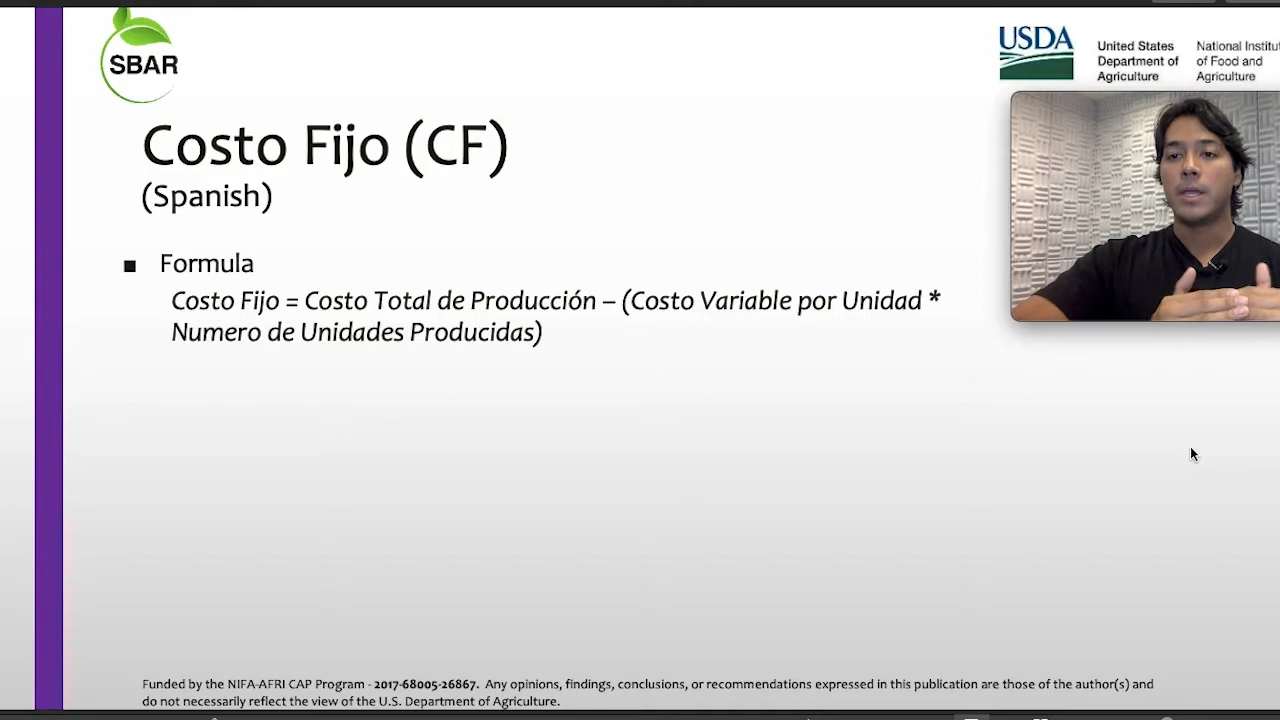 SBAR
USDA
United States
Department of
Agriculture
National Institu
of Food and
Agriculture
Costo Fijo (CF)
(Spanish)
■ Formula
Costo Fijo = Costo Total de Producción – (Costo Variable por Unidad *
Numero de Unidades Producidas)
Funded by the NIFA-AFRI CAP Program - 2017-68005-26867. Any opinions, findings, conclusions, or recommendations expressed in this publication are those of the author(s) and
do not necessarily reflect the view of the U.S. Department of Agriculture.